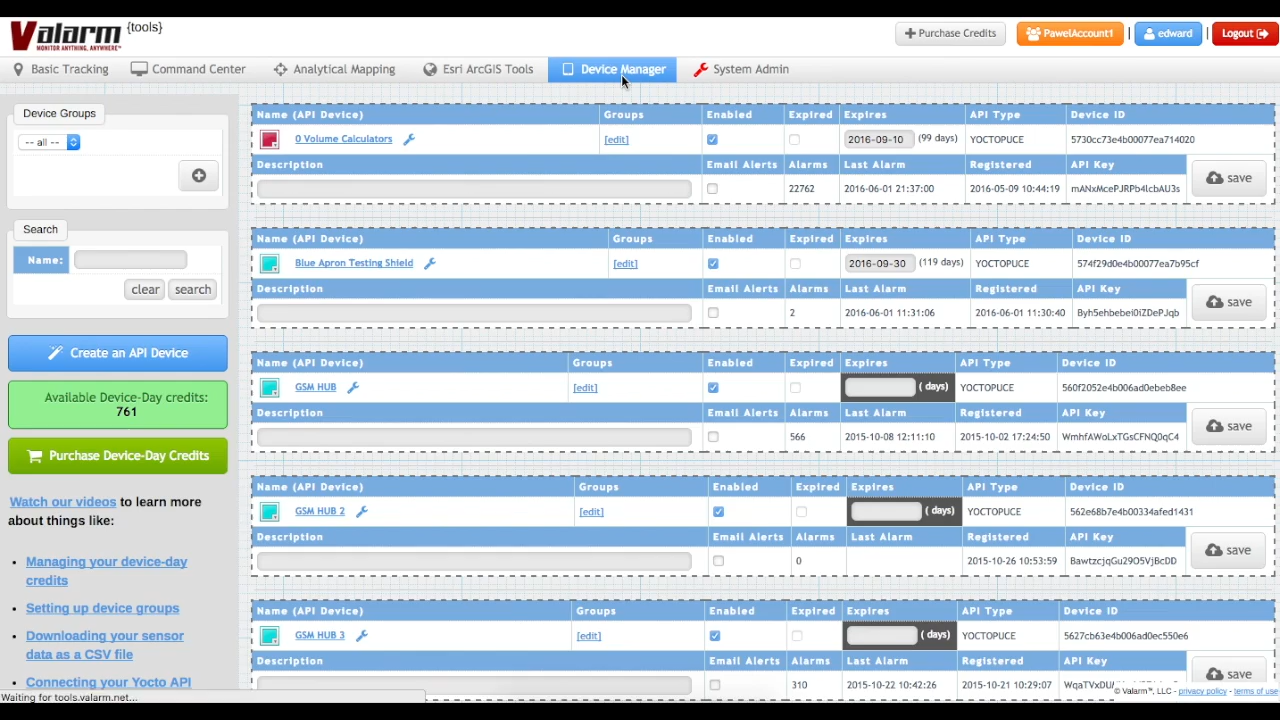 Valarm {tools}
MONITOR ANYTHING, ANYWHERE™
Purchase Credits
PawelAccount1 | edward | Logout
Basic Tracking Command Center Analytical Mapping Esri ArcGIS Tools Device Manager System Admin
Device Groups
-- all --
Search
Name:
clear search
Create an API Device
Available Device-Day credits:
761
Purchase Device-Day Credits
Watch our videos to learn more
about things like:
Managing your device-day
credits
Setting up device groups
Downloading your sensor
data as a CSV file
Connecting your Yocto API
Waiting for tools.valarm.net...
Name (API Device) Groups Enabled Expired Expires API Type Device ID
0 Volume Calculators [edit] 2016-09-10 (99 days) YOCTOPUCE 5730cc73e4b00077ea714020
Description Email Alerts Alarms Last Alarm Registered API Key
22762 2016-06-01 21:37:00 2016-05-09 10:44:19 mANxMcePJRPb4lcbAU3s save
Name (API Device) Groups Enabled Expired Expires API Type Device ID
Blue Apron Testing Shield [edit] 2016-09-30 (119 days) YOCTOPUCE 574f29d0e4b00077ea7b95cf
Description Email Alerts Alarms Last Alarm Registered API Key
2 2016-06-01 11:31:06 2016-06-01 11:30:40 Byh5ehbebei0iZDePJqb save
Name (API Device) Groups Enabled Expired Expires API Type Device ID
GSM HUB [edit] ( days) YOCTOPUCE 560f2052e4b006ad0ebeb8ee
Description Email Alerts Alarms Last Alarm Registered API Key
566 2015-10-08 12:11:10 2015-10-02 17:24:50 WmhfAWoLxTGsCFNQ0qC4 save
Name (API Device) Groups Enabled Expired Expires API Type Device ID
GSM HUB 2 [edit] ( days) YOCTOPUCE 562e68b7e4b00334afed1431
Description Email Alerts Alarms Last Alarm Registered API Key
0 2015-10-26 10:53:59 BawtzcjqGu29O5VjBcDD save
Name (API Device) Groups Enabled Expired Expires API Type Device ID
GSM HUB 3 [edit] ( days) YOCTOPUCE 5627cb63e4b006ad0ec550e6
Description Email Alerts Alarms Last Alarm Registered API Key
310 2015-10-22 10:42:26 2015-10-21 10:29:07 save
© Valarm™, LLC - privacy policy - terms of use